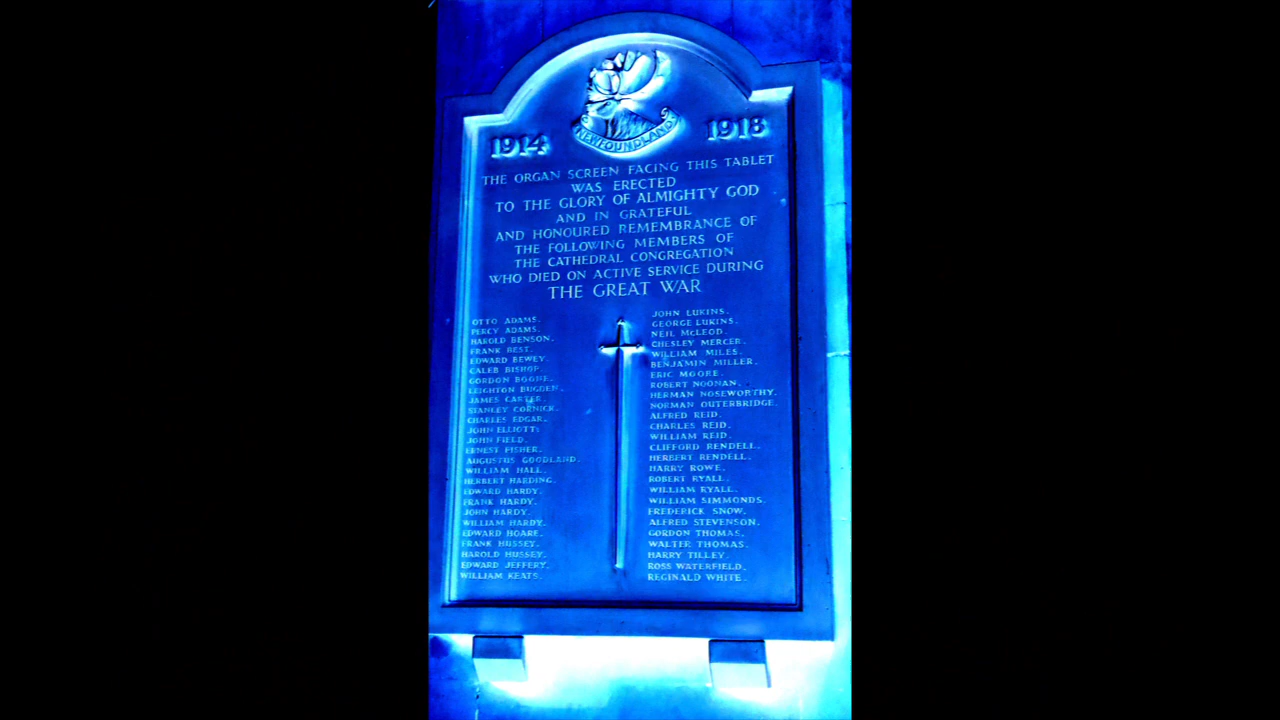 1914
NEWFOUNDLAND
1918
THE ORGAN SCREEN FACING THIS TABLET
WAS ERECTED
TO THE GLORY OF ALMIGHTY GOD
AND IN GRATEFUL
AND HONOURED REMEMBRANCE OF
THE FOLLOWING MEMBERS OF
THE CATHEDRAL CONGREGATION
WHO DIED ON ACTIVE SERVICE DURING
THE GREAT WAR
OTTO ADAMS.
PERCY ADAMS.
HAROLD BENSON.
FRANK BEST.
EDWARD BEWEY.
CALEB BISHOP.
GORDON BOONE.
LEIGHTON BUGDEN.
JAMES CARTER.
STANLEY CORNICK.
CHARLES EDGAR.
JOHN ELLIOTT.
JOHN FIELD.
ERNEST FISHER.
AUGUSTUS GOODLAND.
WILLIAM HALL.
HERBERT HARDING.
EDWARD HARDY.
FRANK HARDY.
JOHN HARDY.
WILLIAM HARDY.
EDWARD HOARE.
FRANK HUSSEY.
HAROLD HUSSEY.
EDWARD JEFFERY.
WILLIAM KEATS.
JOHN LUKINS.
GEORGE LUKINS.
NEIL McLEOD.
CHESLEY MERCER.
WILLIAM MILES.
BENJAMIN MILLER.
ERIC MOORE.
ROBERT NOONAN.
HERMAN NOSEWORTHY.
NORMAN OUTERBRIDGE.
ALFRED REID.
CHARLES REID.
WILLIAM REID.
CLIFFORD RENDELL.
HERBERT RENDELL.
HARRY ROWE.
ROBERT RYALL.
WILLIAM RYALL.
WILLIAM SIMMONDS.
FREDERICK SNOW.
ALFRED STEVENSON.
GORDON THOMAS.
WALTER THOMAS.
HARRY TILLEY.
ROSS WATERFIELD.
REGINALD WHITE.